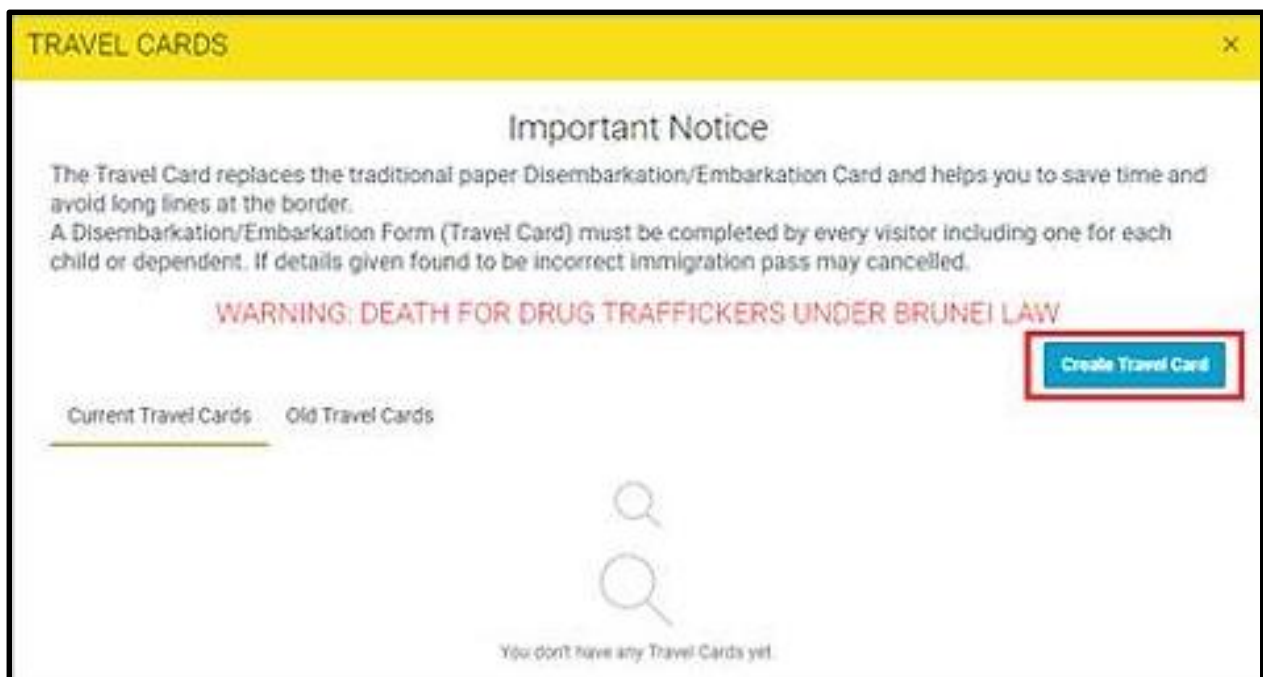 TRAVEL CARDS ×
Important Notice
The Travel Card replaces the traditional paper Disembarkation/Embarkation Card and helps you to save time and
avoid long lines at the border.
A Disembarkation/Embarkation Form (Travel Card) must be completed by every visitor including one for each
child or dependent. If details given found to be incorrect immigration pass may cancelled.
WARNING: DEATH FOR DRUG TRAFFICKERS UNDER BRUNEI LAW
Create Travel Card
Current Travel Cards Old Travel Cards
You don't have any Travel Cards yet.